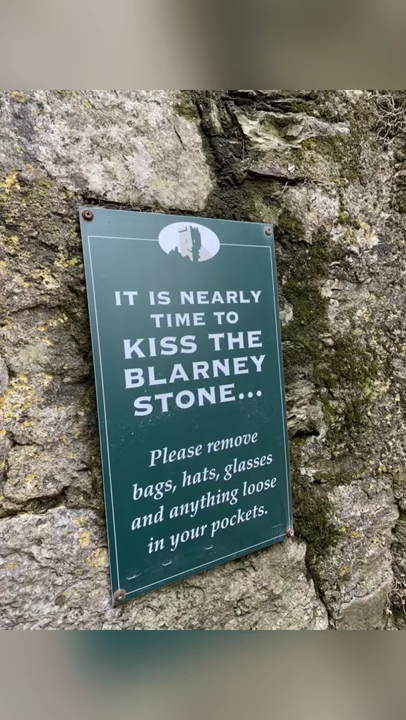 IT IS NEARLY
TIME TO
KISS THE
BLARNEY
STONE...
Please remove
bags, hats, glasses
and anything loose
in your pockets.